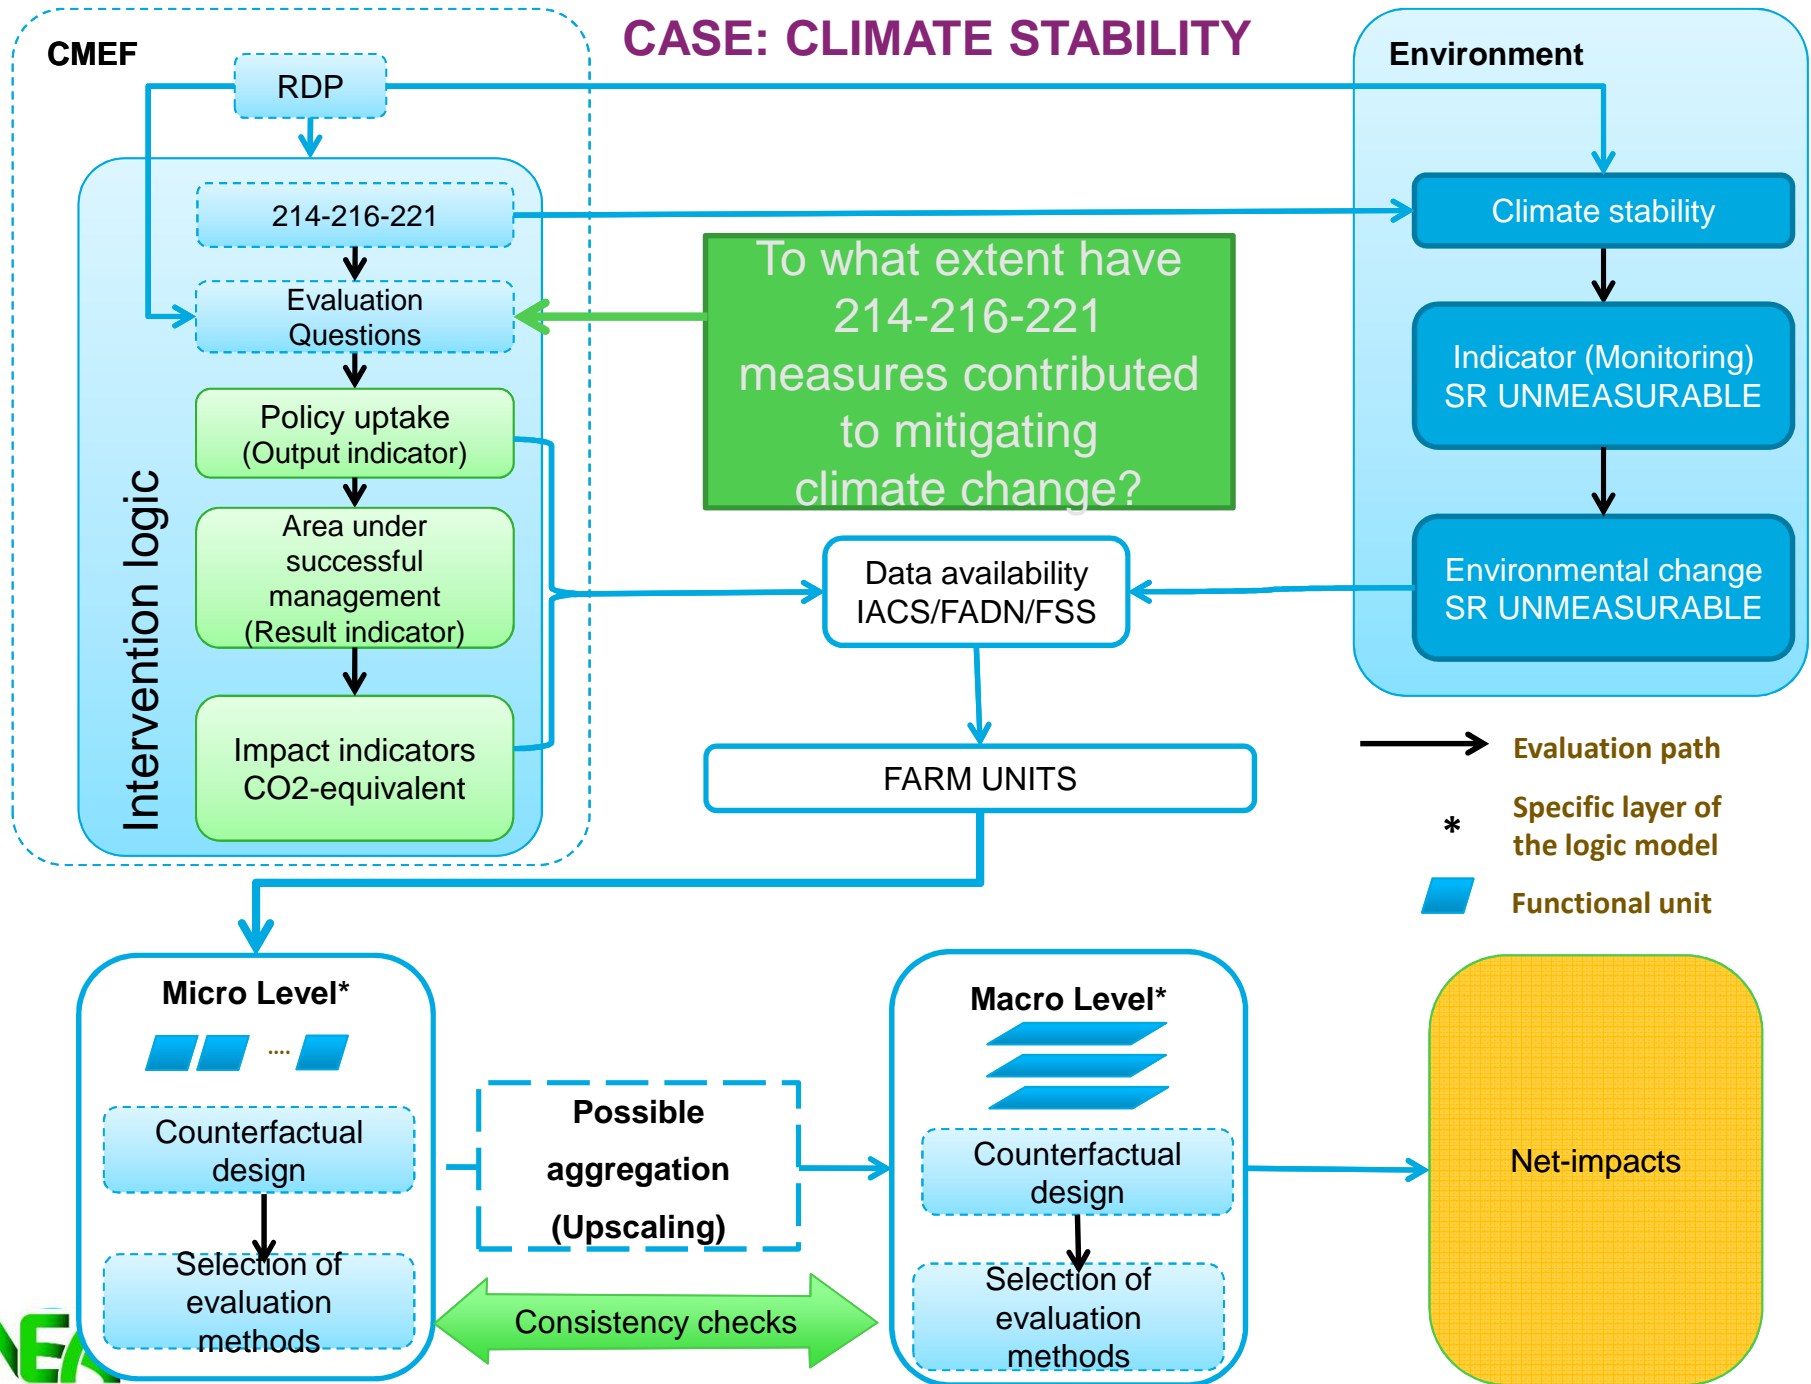 CASE: CLIMATE STABILITY
CMEF
RDP
Intervention logic
214-216-221
Evaluation
Questions
Policy uptake
(Output indicator)
Area under
successful
management
(Result indicator)
Impact indicators
CO2-equivalent
To what extent have
214-216-221
measures contributed
to mitigating
climate change?
Data availability
IACS/FADN/FSS
FARM UNITS
Environment
Climate stability
Indicator (Monitoring)
SR UNMEASURABLE
Environmental change
SR UNMEASURABLE
Evaluation path
* Specific layer of
the logic model
Functional unit
Micro Level*
....
Counterfactual
design
Selection of
evaluation
methods
Possible
aggregation
(Upscaling)
Consistency checks
Macro Level*
Counterfactual
design
Selection of
evaluation
methods
Net-impacts